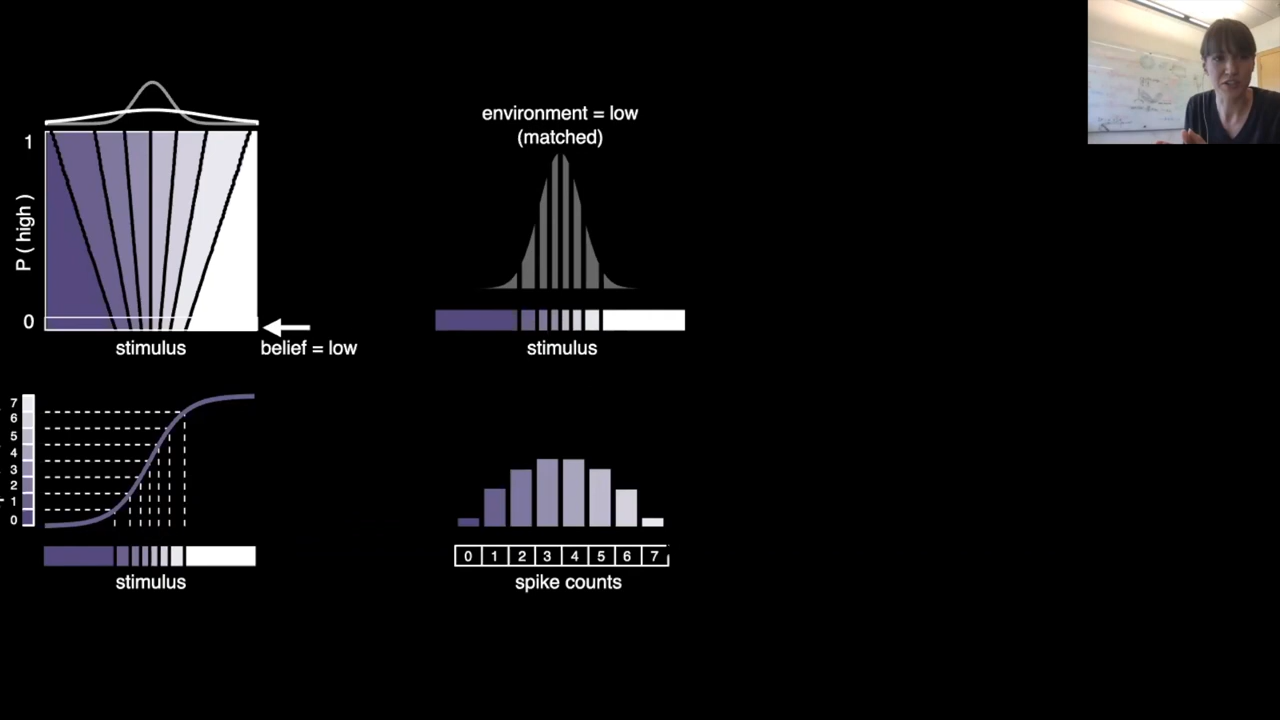 environment = low
(matched)
1
P ( high )
0
stimulus
belief = low
stimulus
7
6
5
4
3
2
1
0
stimulus
0 1 2 3 4 5 6 7
spike counts